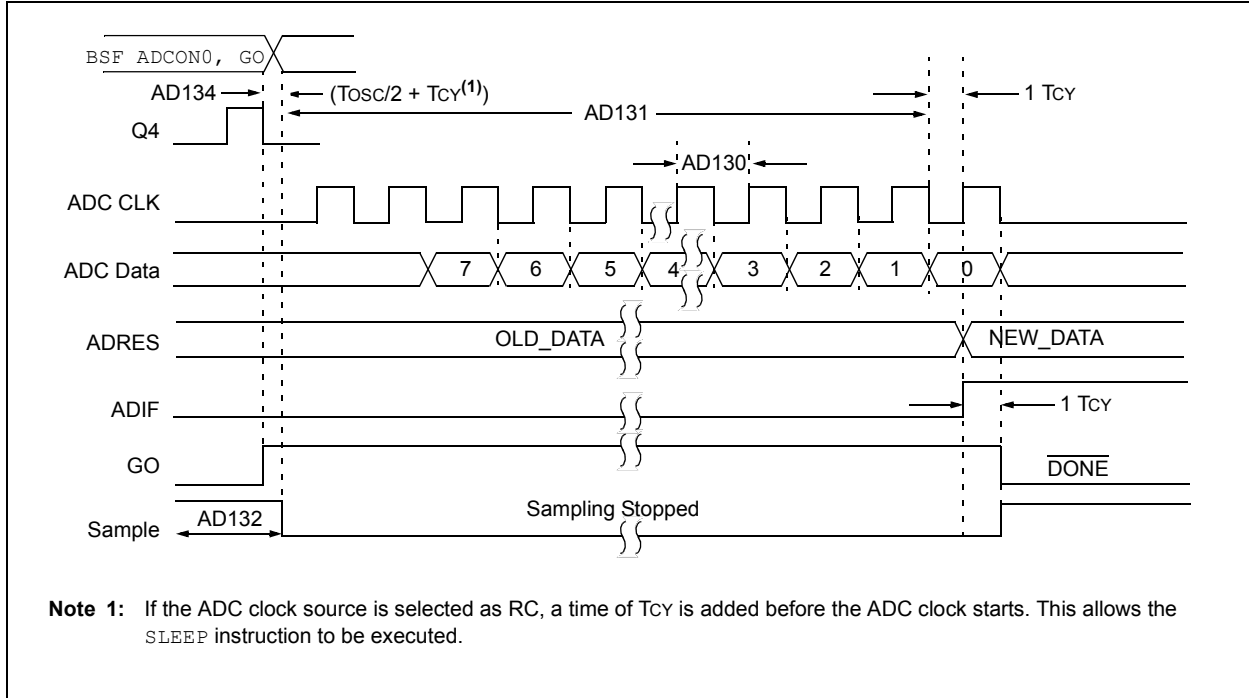 BSF ADCON0, GO
AD134 (TOSC/2 + TCY(1)) 1 TCY
AD131
Q4
AD130
ADC CLK
ADC Data 7 6 5 4 3 2 1 0
ADRES OLD_DATA NEW_DATA
ADIF 1 TCY
GO DONE
Sample AD132 Sampling Stopped
Note 1: If the ADC clock source is selected as RC, a time of TCY is added before the ADC clock starts. This allows the
SLEEP instruction to be executed.